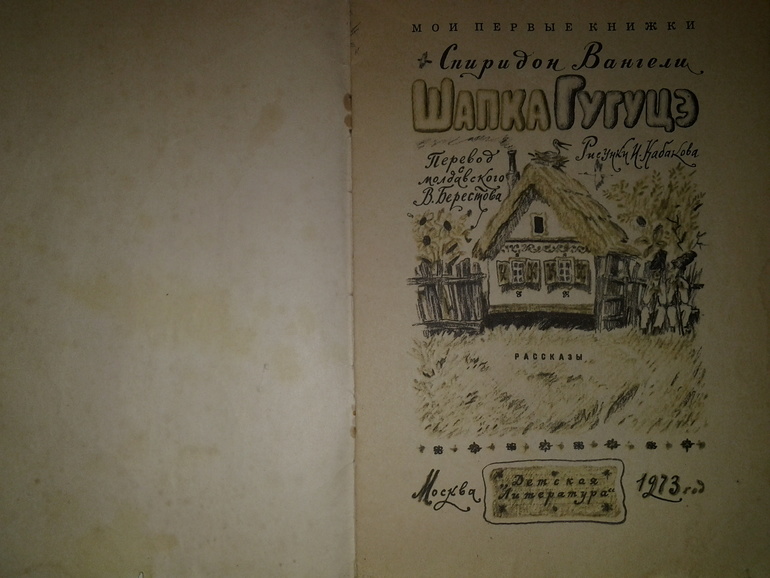 МОИ ПЕРВЫЕ КНИЖКИ
Спиридон Вангели
ШАПКА ГУГУЦЭ
Перевод
с
молдавского
В. Берестова
Рисунки И. Кабакова
РАССКАЗЫ
Москва
"Детская
Литература"
1973 год